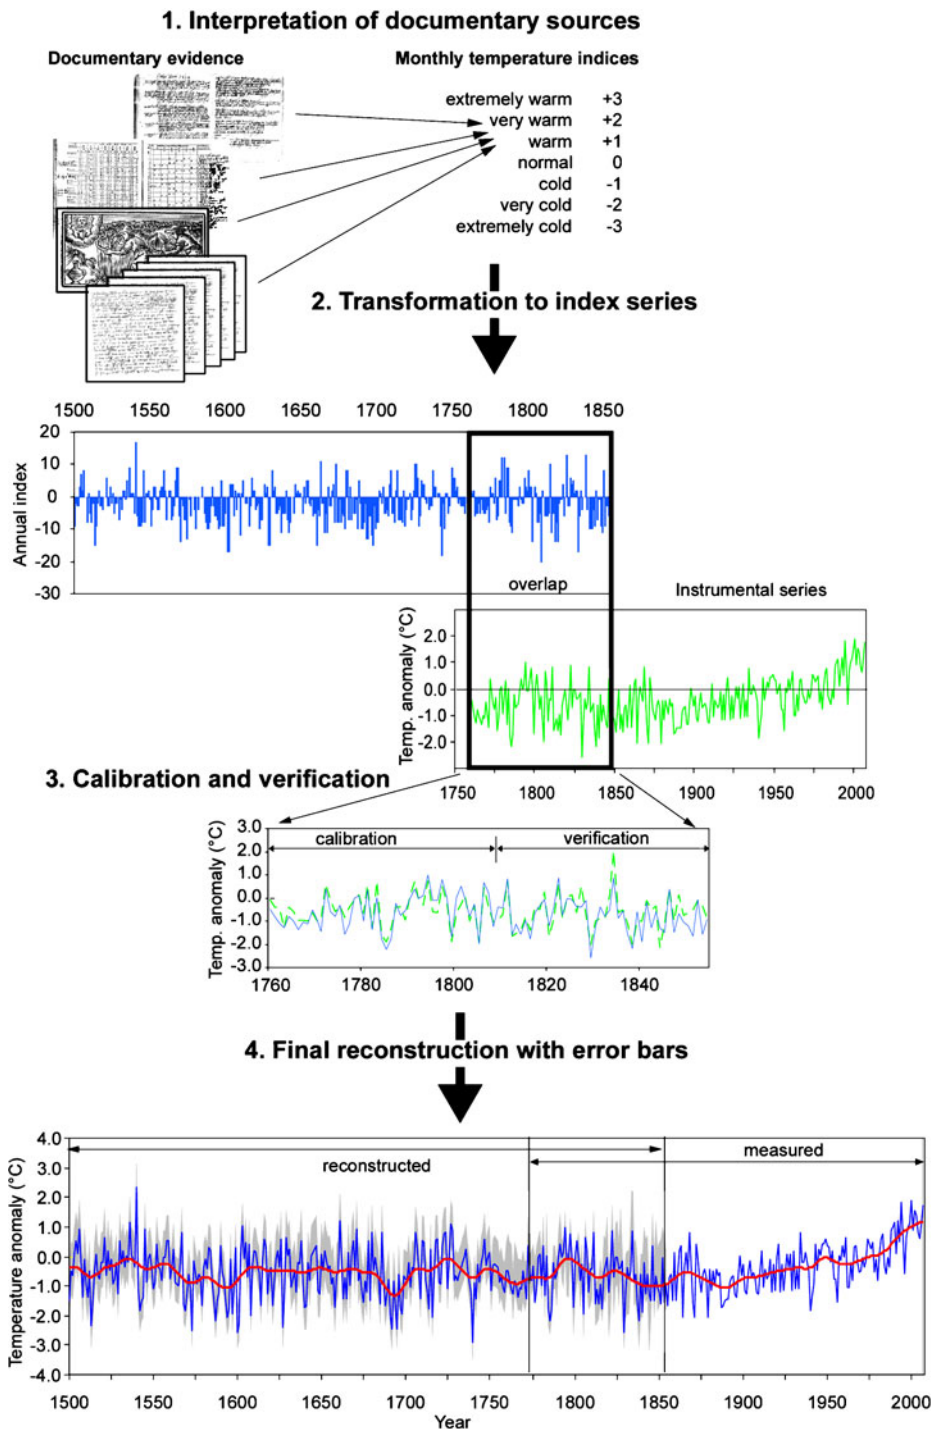 1. Interpretation of documentary sources
Documentary evidence
Monthly temperature indices
extremely warm +3
very warm +2
warm +1
normal 0
cold -1
very cold -2
extremely cold -3
2. Transformation to index series
1500 1550 1600 1650 1700 1750 1800 1850
20
10
0
-10
-20
-30
Annual index
overlap
Instrumental series
2.0
1.0
0.0
-1.0
-2.0
Temp. anomaly (°C)
1750 1800 1850 1900 1950 2000
3. Calibration and verification
3.0
2.0
1.0
0.0
-1.0
-2.0
-3.0
Temp. anomaly (°C)
calibration
verification
1760 1780 1800 1820 1840
4. Final reconstruction with error bars
4.0
3.0
2.0
1.0
0.0
-1.0
-2.0
-3.0
-4.0
Temperature anomaly (°C)
reconstructed
measured
1500 1550 1600 1650 1700 1750 1800 1850 1900 1950 2000
Year